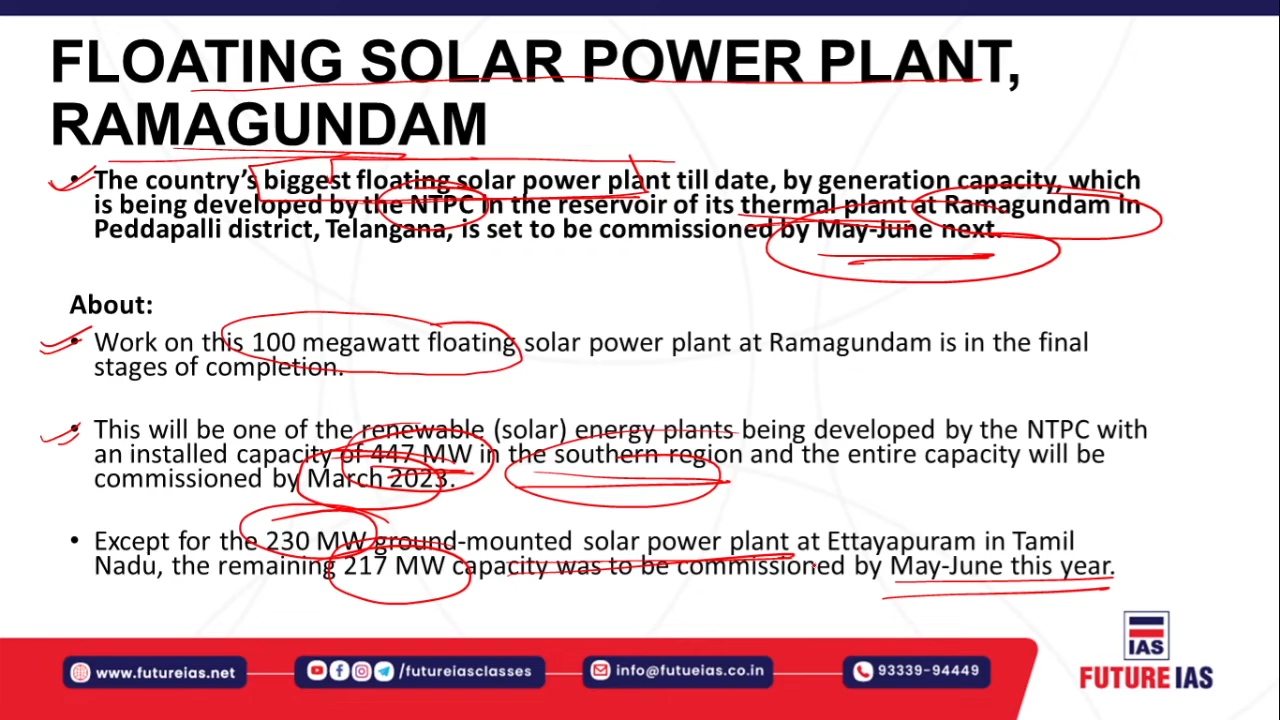 FLOATING SOLAR POWER PLANT,
RAMAGUNDAM
• The country's biggest floating solar power plant till date, by generation capacity, which
is being developed by the NTPC in the reservoir of its thermal plant at Ramagundam in
Peddapalli district, Telangana, is set to be commissioned by May-June next.
About:
• Work on this 100 megawatt floating solar power plant at Ramagundam is in the final
stages of completion.
• This will be one of the renewable (solar) energy plants being developed by the NTPC with
an installed capacity of 447 MW in the southern region and the entire capacity will be
commissioned by March 2023.
• Except for the 230 MW ground-mounted solar power plant at Ettayapuram in Tamil
Nadu, the remaining 217 MW capacity was to be commissioned by May-June this year.
www.futureias.net
/futureiasclasses
info@futueias.co.in
93339-94449
IAS
FUTURE IAS